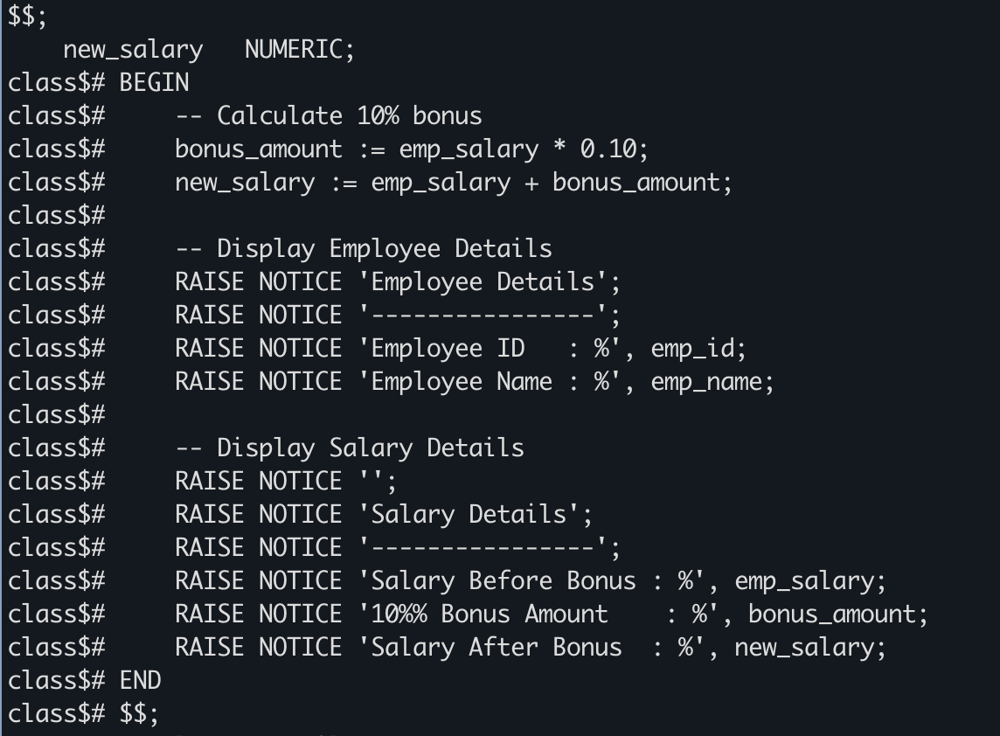 $$;
    new_salary   NUMERIC;
class$# BEGIN
class$#     -- Calculate 10% bonus
class$#     bonus_amount := emp_salary * 0.10;
class$#     new_salary := emp_salary + bonus_amount;
class$#
class$#     -- Display Employee Details
class$#     RAISE NOTICE 'Employee Details';
class$#     RAISE NOTICE '----------------';
class$#     RAISE NOTICE 'Employee ID   : %', emp_id;
class$#     RAISE NOTICE 'Employee Name : %', emp_name;
class$#
class$#     -- Display Salary Details
class$#     RAISE NOTICE '';
class$#     RAISE NOTICE 'Salary Details';
class$#     RAISE NOTICE '----------------';
class$#     RAISE NOTICE 'Salary Before Bonus : %', emp_salary;
class$#     RAISE NOTICE '10%% Bonus Amount    : %', bonus_amount;
class$#     RAISE NOTICE 'Salary After Bonus  : %', new_salary;
class$# END
class$# $$;